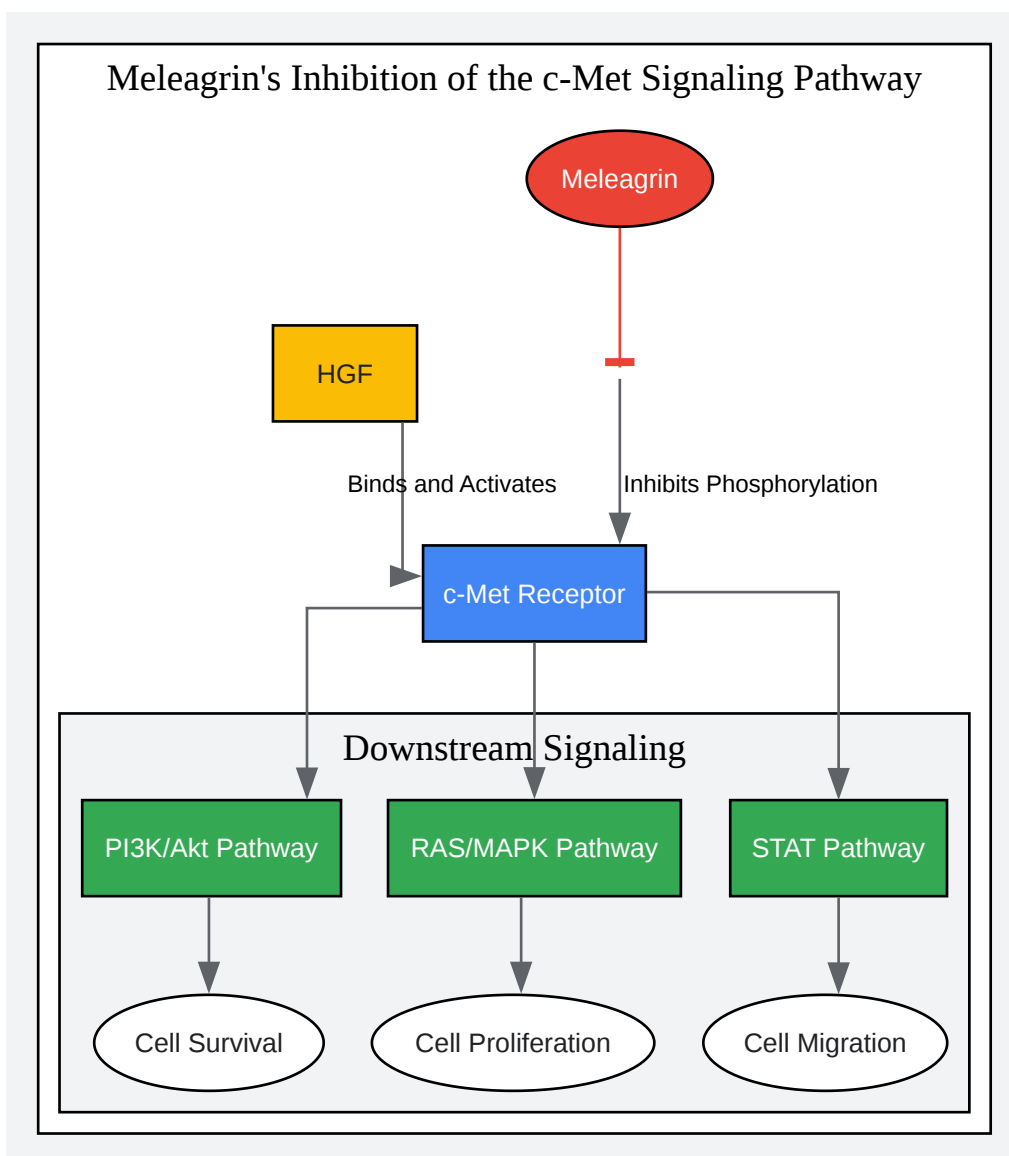 Meleagrin's Inhibition of the c-Met Signaling Pathway
Meleagrin
HGF
Binds and Activates
Inhibits Phosphorylation
c-Met Receptor
Downstream Signaling
PI3K/Akt Pathway
RAS/MAPK Pathway
STAT Pathway
Cell Survival
Cell Proliferation
Cell Migration